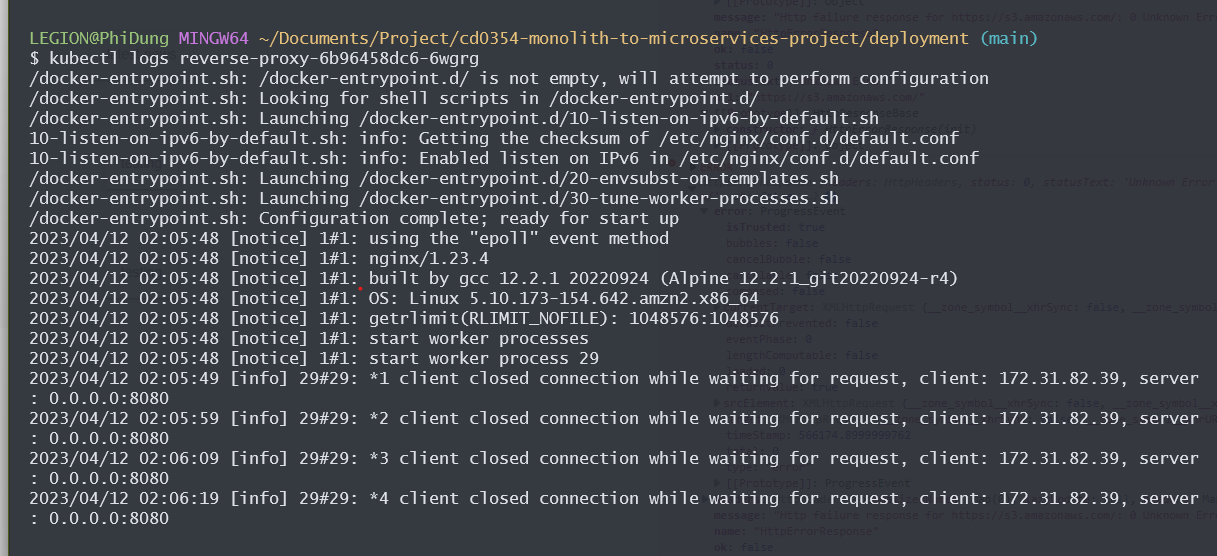 LEGION@PhiDung MINGW64 ~/Documents/Project/cd0354-monolith-to-microservices-project/deployment (main)
$ kubectl logs reverse-proxy-6b96458dc6-6wgrg
/docker-entrypoint.sh: /docker-entrypoint.d/ is not empty, will attempt to perform configuration
/docker-entrypoint.sh: Looking for shell scripts in /docker-entrypoint.d/
/docker-entrypoint.sh: Launching /docker-entrypoint.d/10-listen-on-ipv6-by-default.sh
10-listen-on-ipv6-by-default.sh: info: Getting the checksum of /etc/nginx/conf.d/default.conf
10-listen-on-ipv6-by-default.sh: info: Enabled listen on IPv6 in /etc/nginx/conf.d/default.conf
/docker-entrypoint.sh: Launching /docker-entrypoint.d/20-envsubst-on-templates.sh
/docker-entrypoint.sh: Launching /docker-entrypoint.d/30-tune-worker-processes.sh
/docker-entrypoint.sh: Configuration complete; ready for start up
2023/04/12 02:05:48 [notice] 1#1: using the "epoll" event method
2023/04/12 02:05:48 [notice] 1#1: nginx/1.23.4
2023/04/12 02:05:48 [notice] 1#1: built by gcc 12.2.1 20220924 (Alpine 12.2.1_git20220924-r4)
2023/04/12 02:05:48 [notice] 1#1: OS: Linux 5.10.173-154.642.amzn2.x86_64
2023/04/12 02:05:48 [notice] 1#1: getrlimit(RLIMIT_NOFILE): 1048576:1048576
2023/04/12 02:05:48 [notice] 1#1: start worker processes
2023/04/12 02:05:48 [notice] 1#1: start worker process 29
2023/04/12 02:05:49 [info] 29#29: *1 client closed connection while waiting for request, client: 172.31.82.39, server
: 0.0.0.0:8080
2023/04/12 02:05:59 [info] 29#29: *2 client closed connection while waiting for request, client: 172.31.82.39, server
: 0.0.0.0:8080
2023/04/12 02:06:09 [info] 29#29: *3 client closed connection while waiting for request, client: 172.31.82.39, server
: 0.0.0.0:8080
2023/04/12 02:06:19 [info] 29#29: *4 client closed connection while waiting for request, client: 172.31.82.39, server
: 0.0.0.0:8080